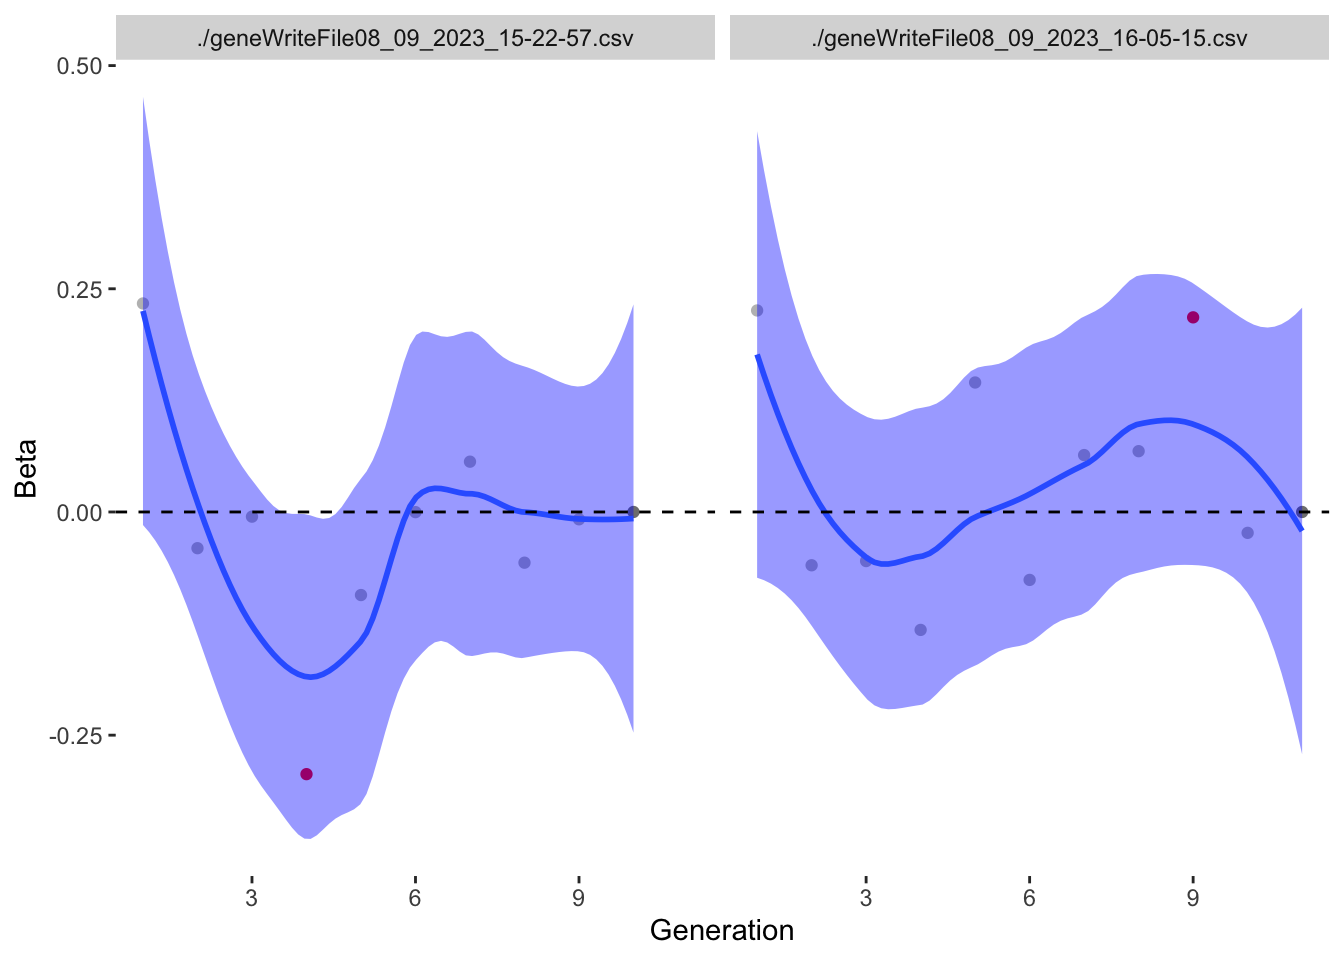 ./geneWriteFile08_09_2023_15-22-57.csv
./geneWriteFile08_09_2023_16-05-15.csv
0.50
0.25
0.00
-0.25
Beta
3
6
9
3
6
9
Generation